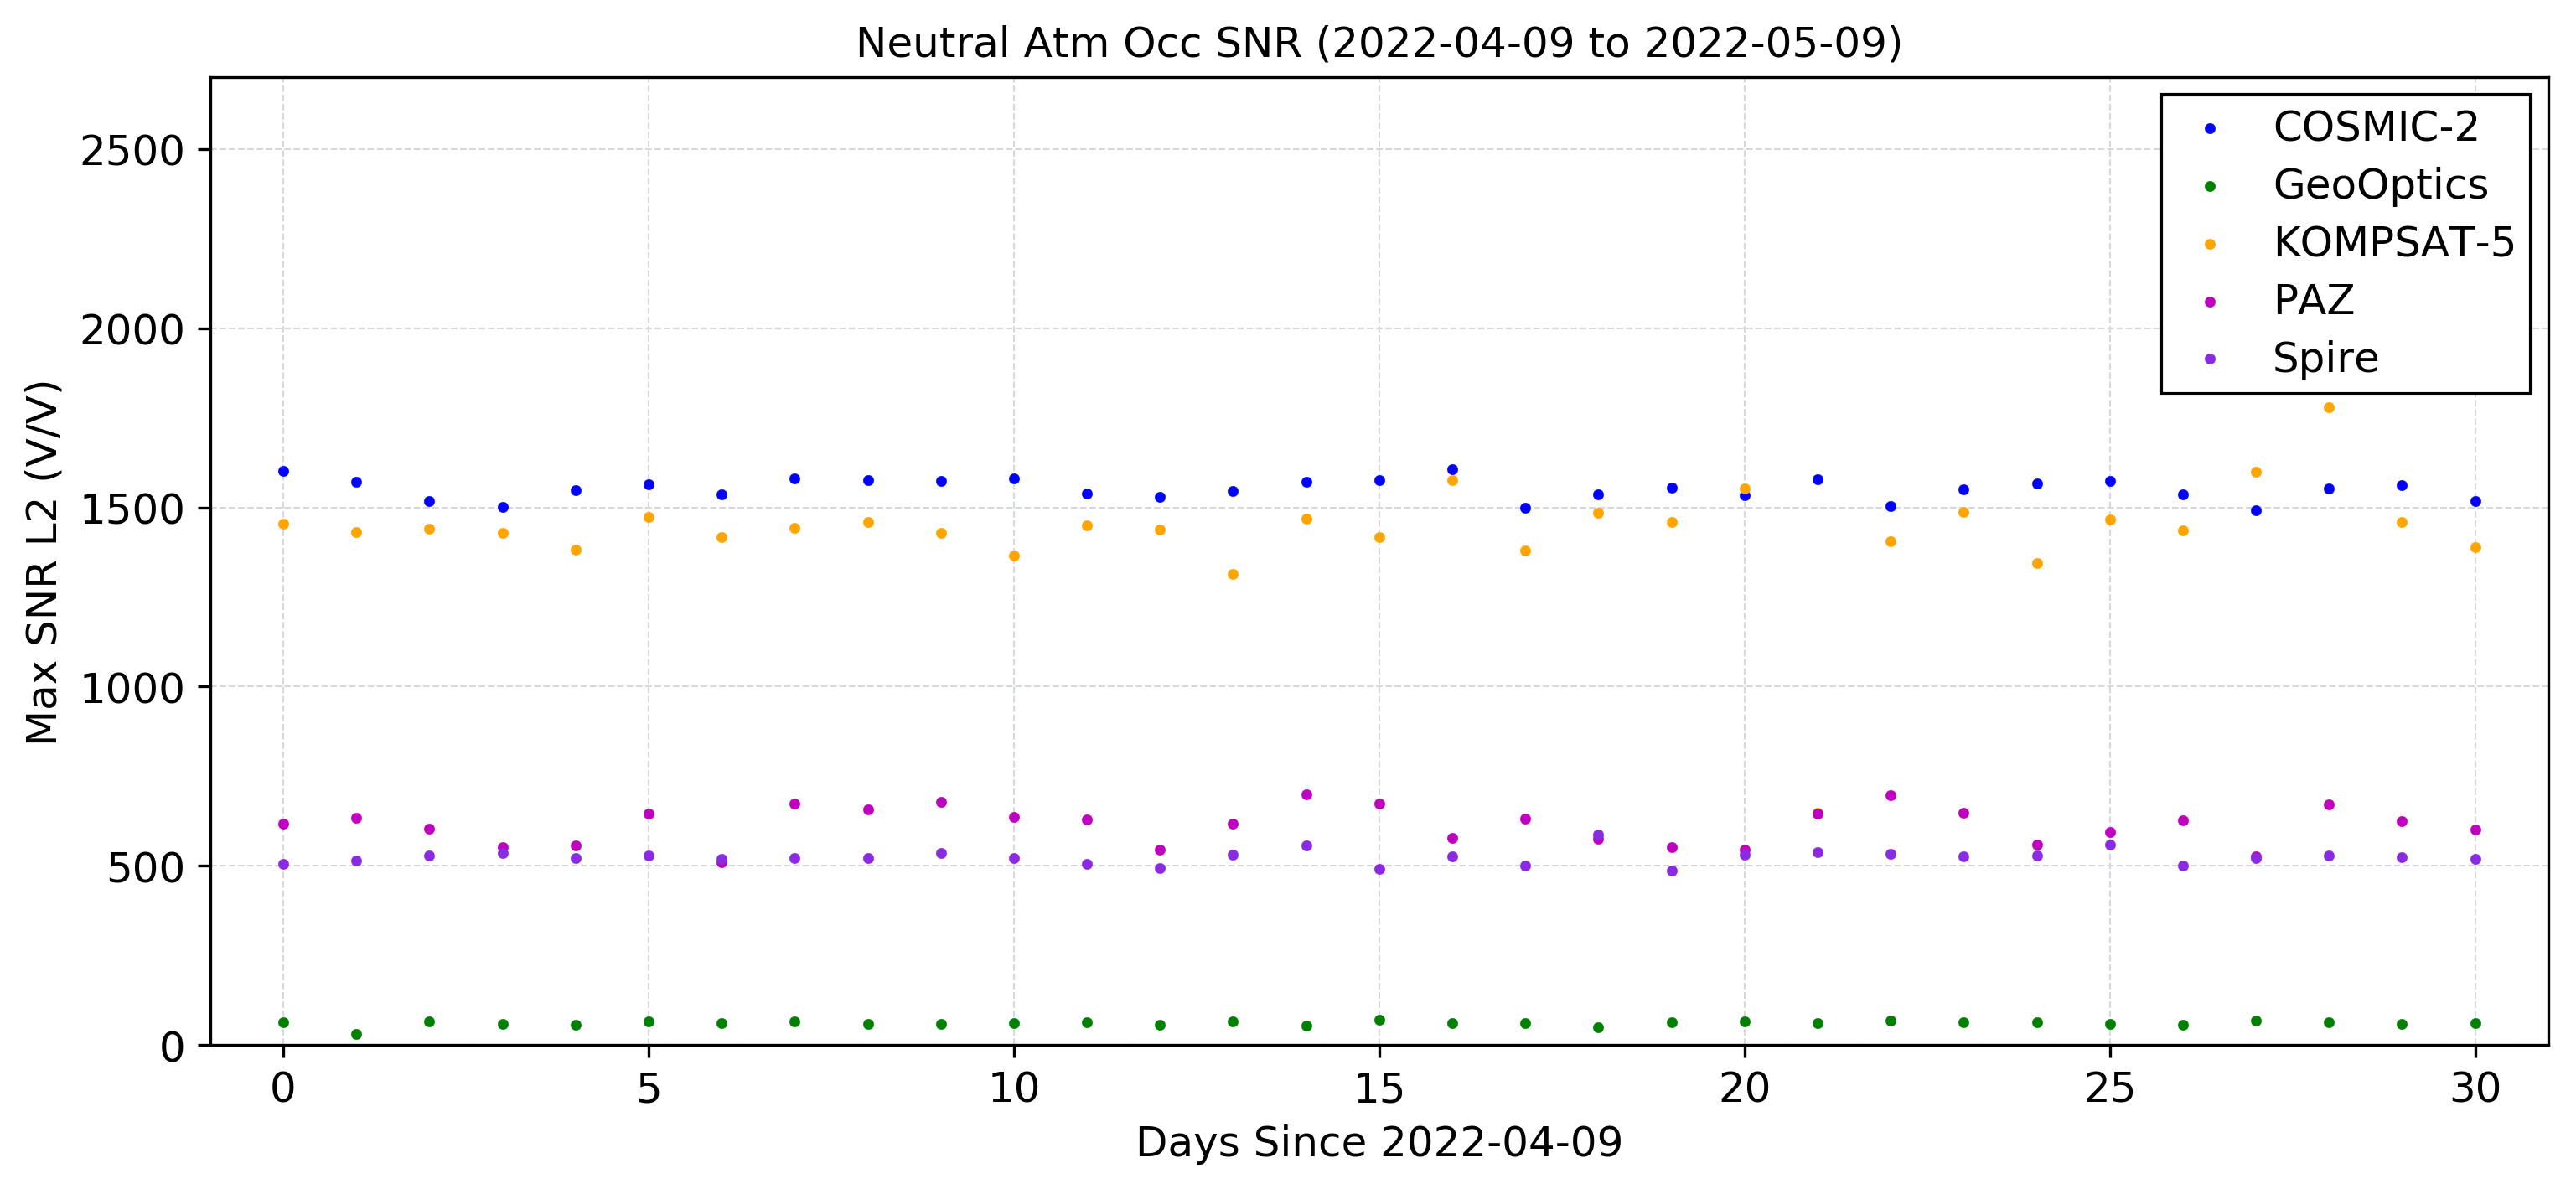 Neutral Atm Occ SNR (2022-04-09 to 2022-05-09)
Max SNR L2 (V/V)
2500
2000
1500
1000
500
0
COSMIC-2
GeoOptics
KOMPSAT-5
PAZ
Spire
0 5 10 15 20 25 30
Days Since 2022-04-09